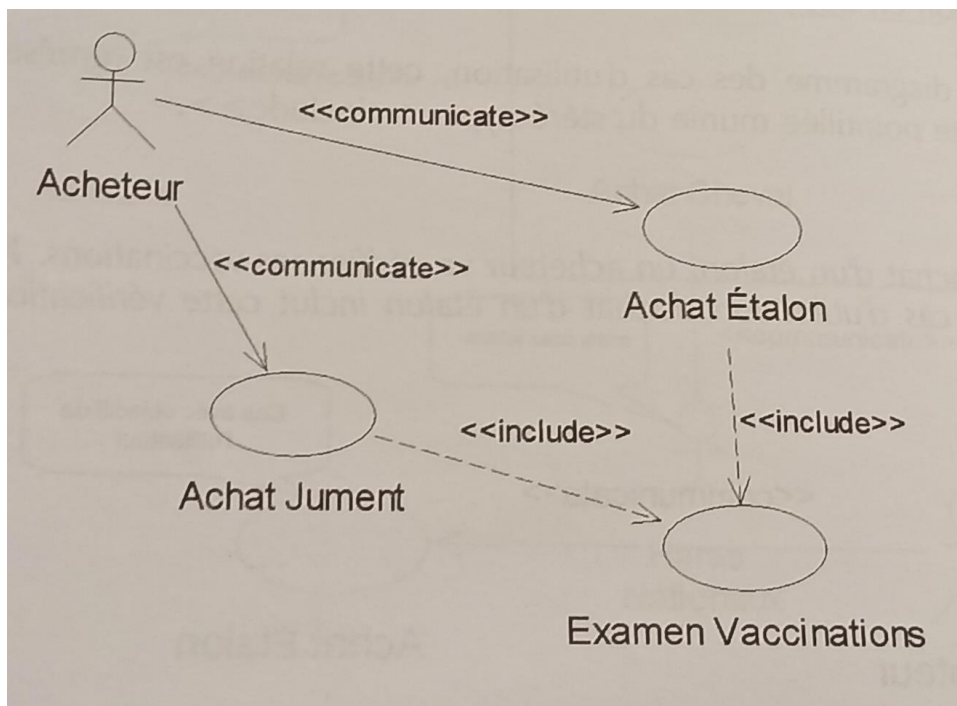 <<communicate>>
Acheteur
<<communicate>>
Achat Étalon
<<include>>
<<include>>
Achat Jument
Examen Vaccinations